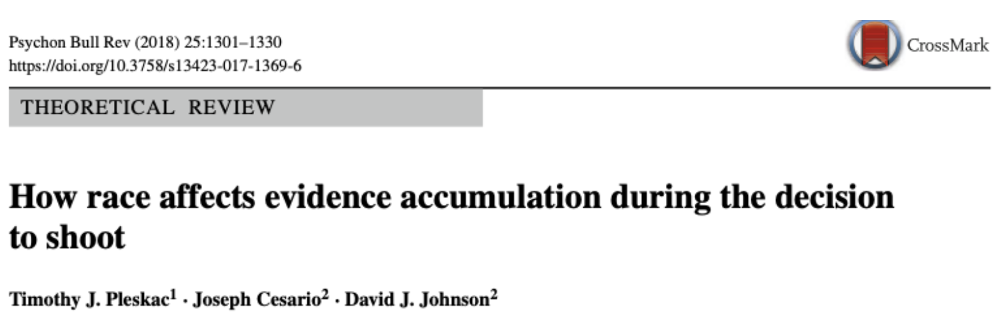 Psychon Bull Rev (2018) 25:1301–1330
https://doi.org/10.3758/s13423-017-1369-6
CrossMark
THEORETICAL REVIEW
How race affects evidence accumulation during the decision
to shoot
Timothy J. Pleskac¹ · Joseph Cesario² · David J. Johnson²